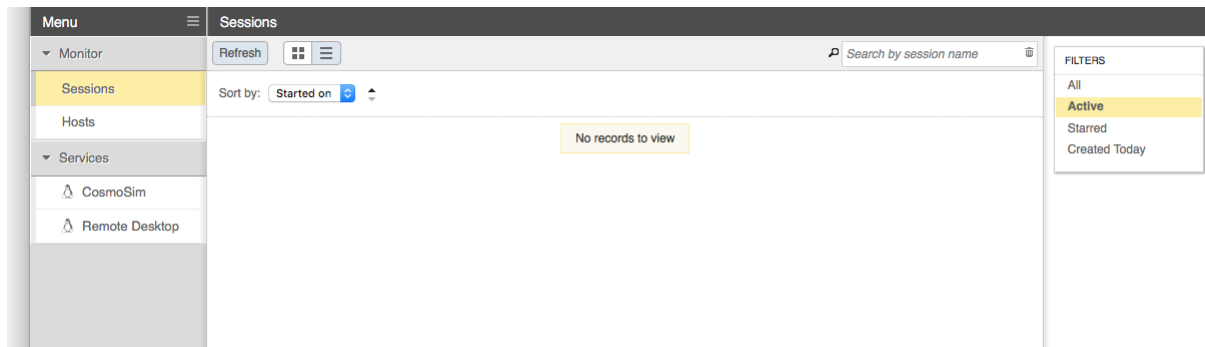 Menu
Sessions
Monitor
Sessions
Hosts
Services
CosmoSim
Remote Desktop
Refresh
Search by session name
Sort by: Started on
No records to view
FILTERS
All
Active
Starred
Created Today